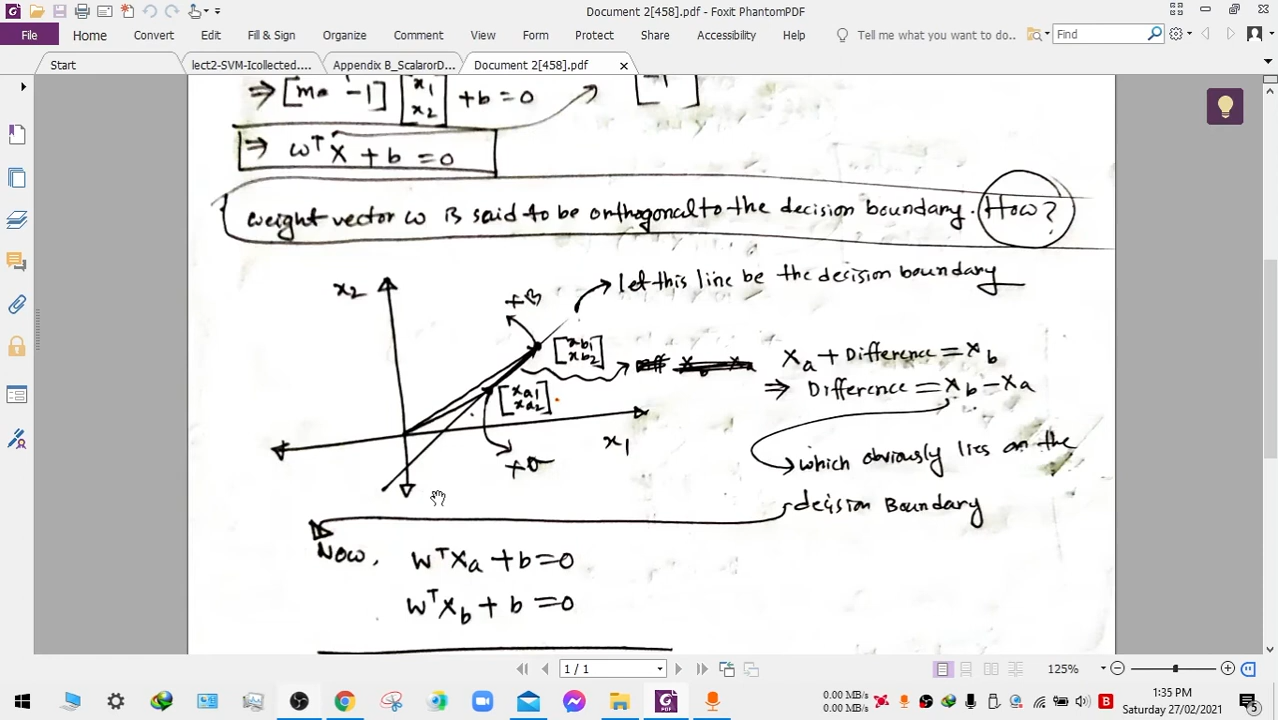 Document 2[458].pdf - Foxit PhantomPDF
File Home Convert Edit Fill & Sign Organize Comment View Form Protect Share Accessibility Help Tell me what you want to do... Find
Start lect2-SVM-Icollected.... Appendix B_ScalarorD... Document 2[458].pdf
⇒ [m -1] [x1 x2] + b = 0
-1
⇒ wᵀX + b = 0
weight vector w is said to be orthogonal to the decision boundary. How?
let this line be the decision boundary
x2
+b
[xb1 xb2]
Xa + Difference = Xb
⇒ Difference = Xb - Xa
[xa1 xa2]
x1
+a
which obviously lies on the
decision Boundary
Now, wᵀXa + b = 0
wᵀXb + b = 0
1 / 1
125%
0.00 MB/s
0.00 MB/s
B
1:35 PM
Saturday 27/02/2021
5